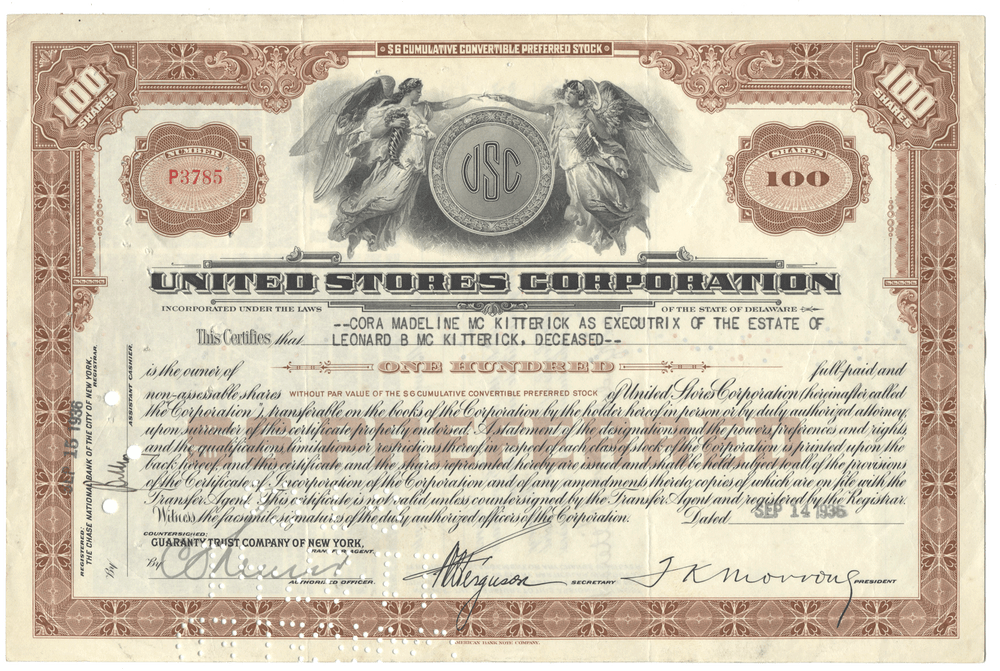 $6 CUMULATIVE CONVERTIBLE PREFERRED STOCK
100 SHARES
100 SHARES
NUMBER
P3785
USC
SHARES
100
UNITED STORES CORPORATION
INCORPORATED UNDER THE LAWS OF THE STATE OF DELAWARE
This Certifies that --CORA MADELINE MC KITTERICK AS EXECUTRIX OF THE ESTATE OF
LEONARD B MC KITTERICK, DECEASED--
is the owner of ONE HUNDRED full-paid and
non-assessable shares WITHOUT PAR VALUE OF THE $6 CUMULATIVE CONVERTIBLE PREFERRED STOCK of United Stores Corporation (hereinafter called
the "Corporation"), transferable on the books of the Corporation by the holder hereof in person or by duly authorized attorney,
upon surrender of this certificate properly endorsed. A statement of the designations and the powers, preferences and rights,
and the qualifications, limitations or restrictions thereof, in respect of each class of stock of the Corporation is printed upon the
back hereof, and this certificate and the shares represented hereby are issued and shall be held subject to all of the provisions
of the Certificate of Incorporation of the Corporation and of any amendments thereto, copies of which are on file with the
Transfer Agent. This certificate is not valid unless countersigned by the Transfer Agent and registered by the Registrar.
Witness the facsimile signatures of the duly authorized officers of the Corporation. Dated SEP 14 1936
$6 PREFERRED
COUNTERSIGNED:
GUARANTY TRUST COMPANY OF NEW YORK,
TRANSFER AGENT.
By
AUTHORIZED OFFICER.
Ferguson SECRETARY
PRESIDENT
REGISTERED:
THE CHASE NATIONAL BANK OF THE CITY OF NEW YORK,
REGISTRAR.
SEP 15 1936
By
ASSISTANT CASHIER.
AMERICAN BANK NOTE COMPANY.